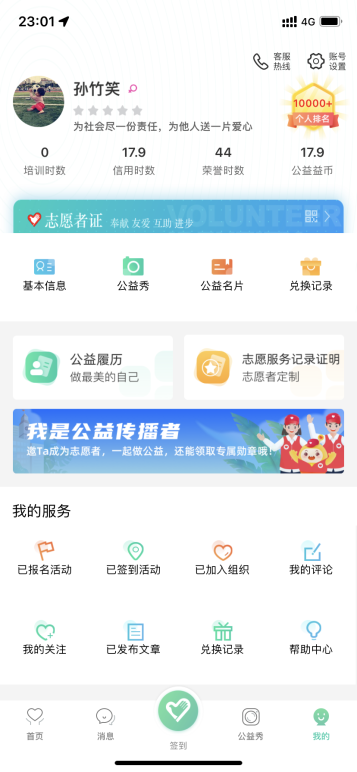 23:01
4G
客服
热线
账号
设置
孙竹笑
为社会尽一份责任，为他人送一片爱心
10000+
个人排名
0
17.9
44
17.9
培训时数
信用时数
荣誉时数
公益益币
志愿者证 奉献 友爱 互助 进步
VOLUNTEER
基本信息
公益秀
公益名片
兑换记录
公益履历
做最美的自己
志愿服务记录证明
志愿者定制
我是公益传播者
邀Ta成为志愿者，一起做公益，还能领取专属勋章哦！
我的服务
已报名活动
已签到活动
已加入组织
我的评论
我的关注
已发布文章
兑换记录
帮助中心
首页
消息
签到
公益秀
我的